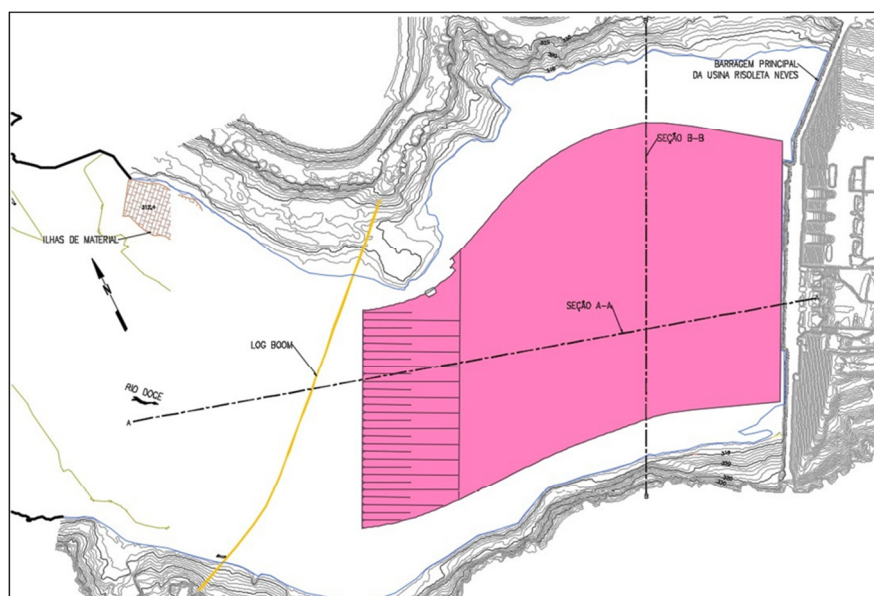 BARRAGEM PRINCIPAL
DA USINA RISOLETA NEVES
SEÇÃO B-B
ILHAS DE MATERIAL
N
SEÇÃO A-A
LOG BOOM
RIO DOCE
A